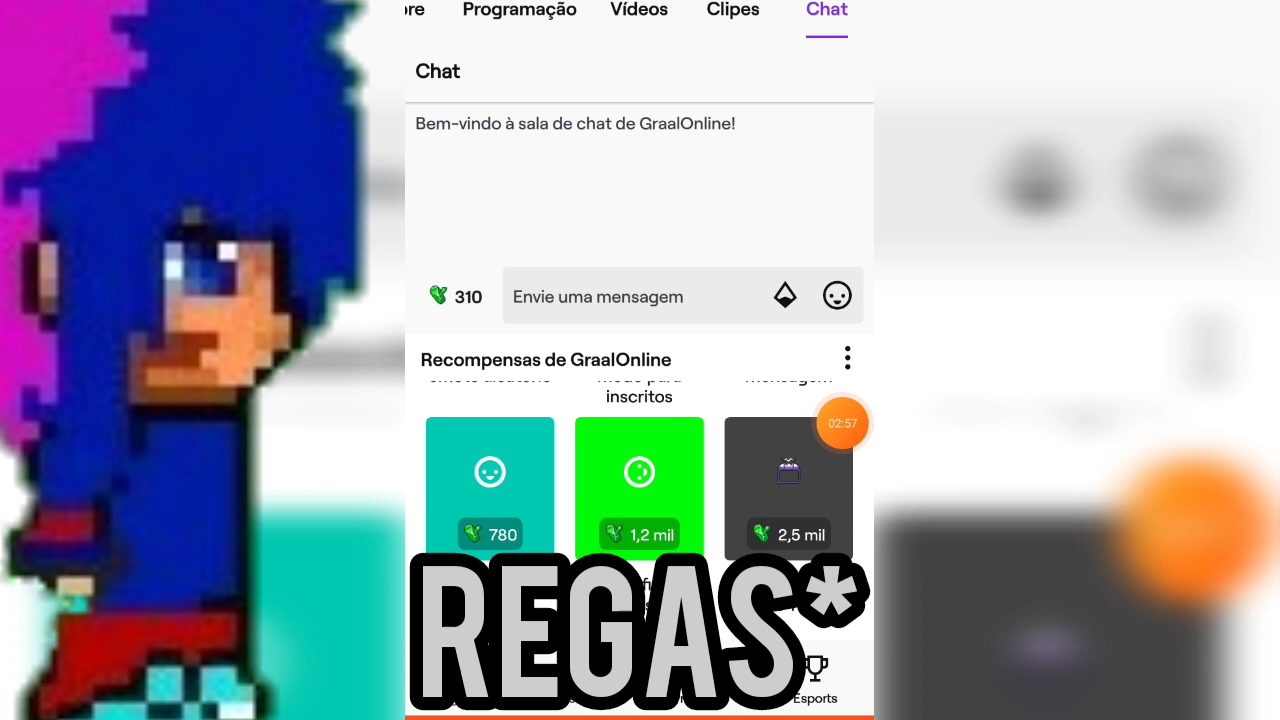 Programação Vídeos Clipes Chat
Chat
Bem-vindo à sala de chat de GraalOnline!
310 Envie uma mensagem
Recompensas de GraalOnline
inscritos
02:57
780 1,2 mil 2,5 mil
REGAS*
Esports